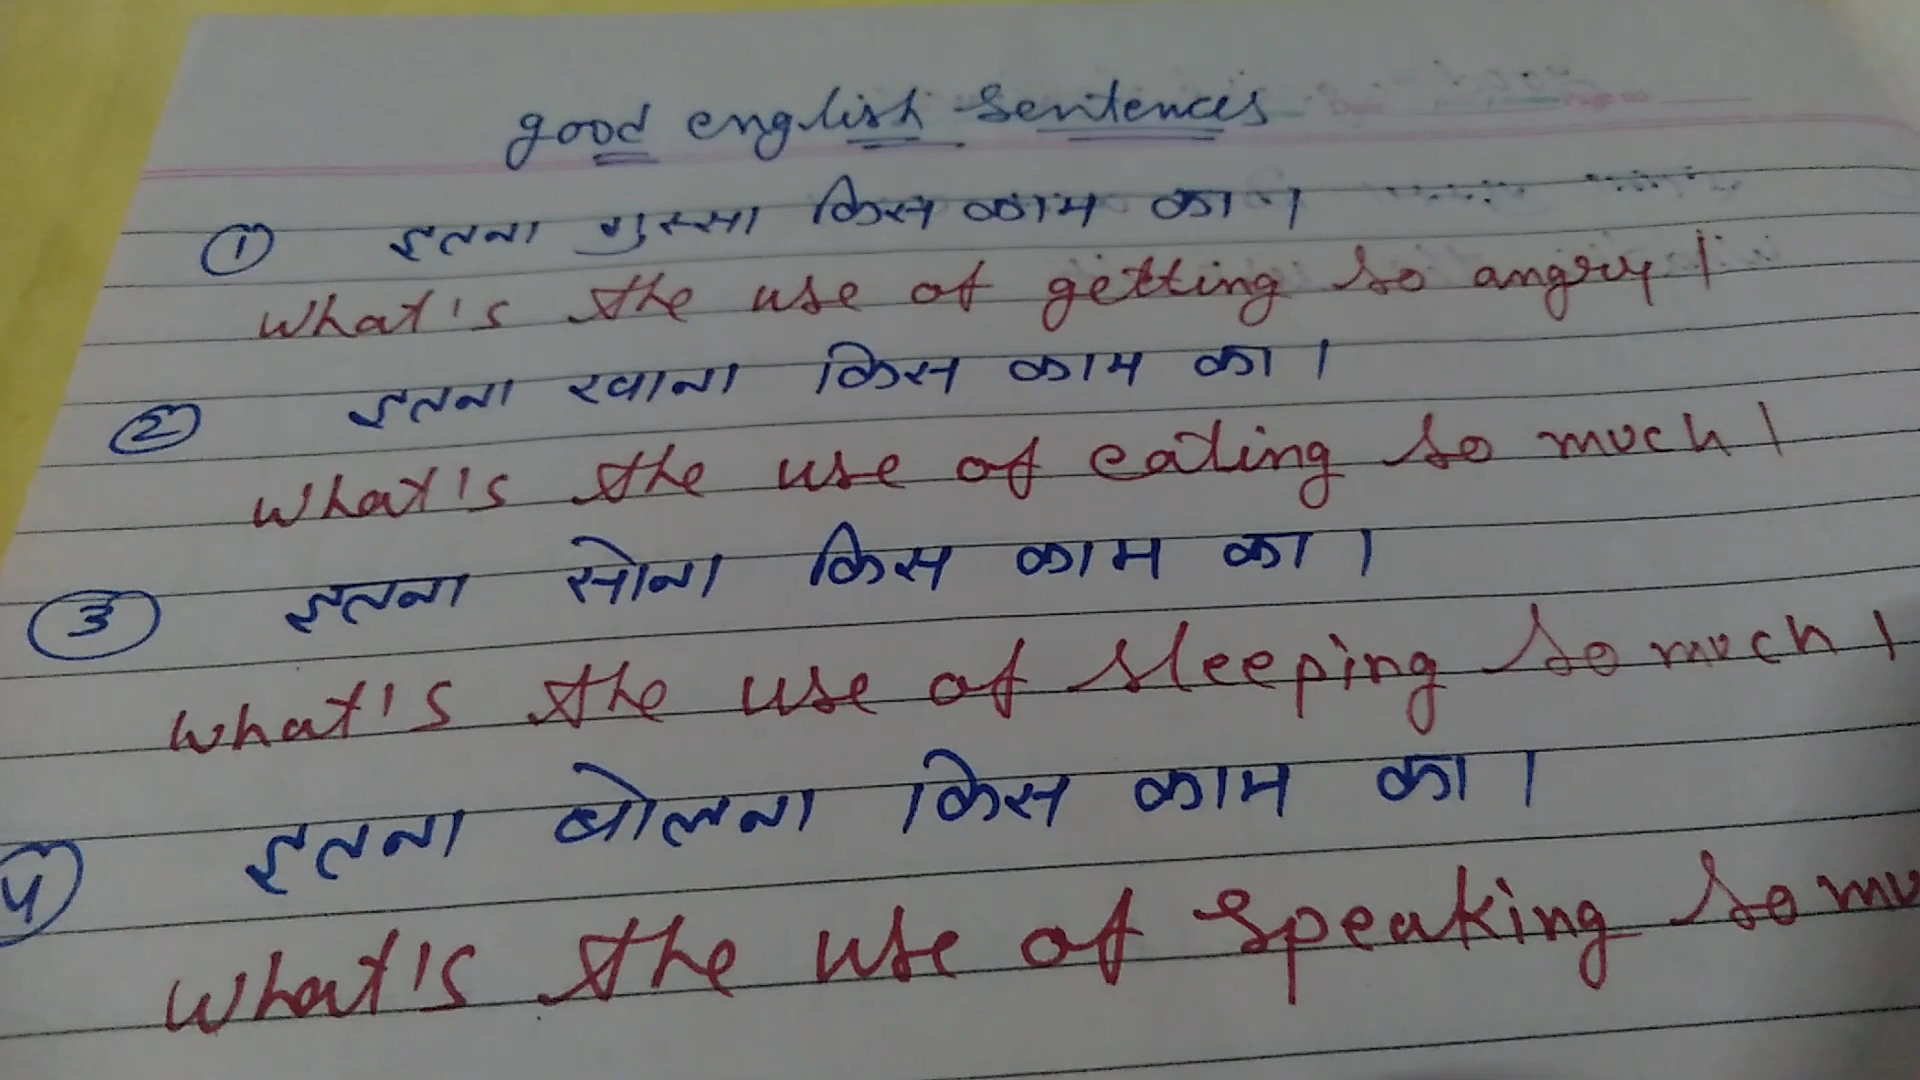 good english sentences
① इतना गुस्सा किस काम का।
What's the use of getting so angry।
② इतना खाना किस काम का।
What's the use of eating so much।
③ इतना सोना किस काम का।
What's the use of sleeping so much।
४ इतना बोलना किस काम का।
What's the use of speaking so mu